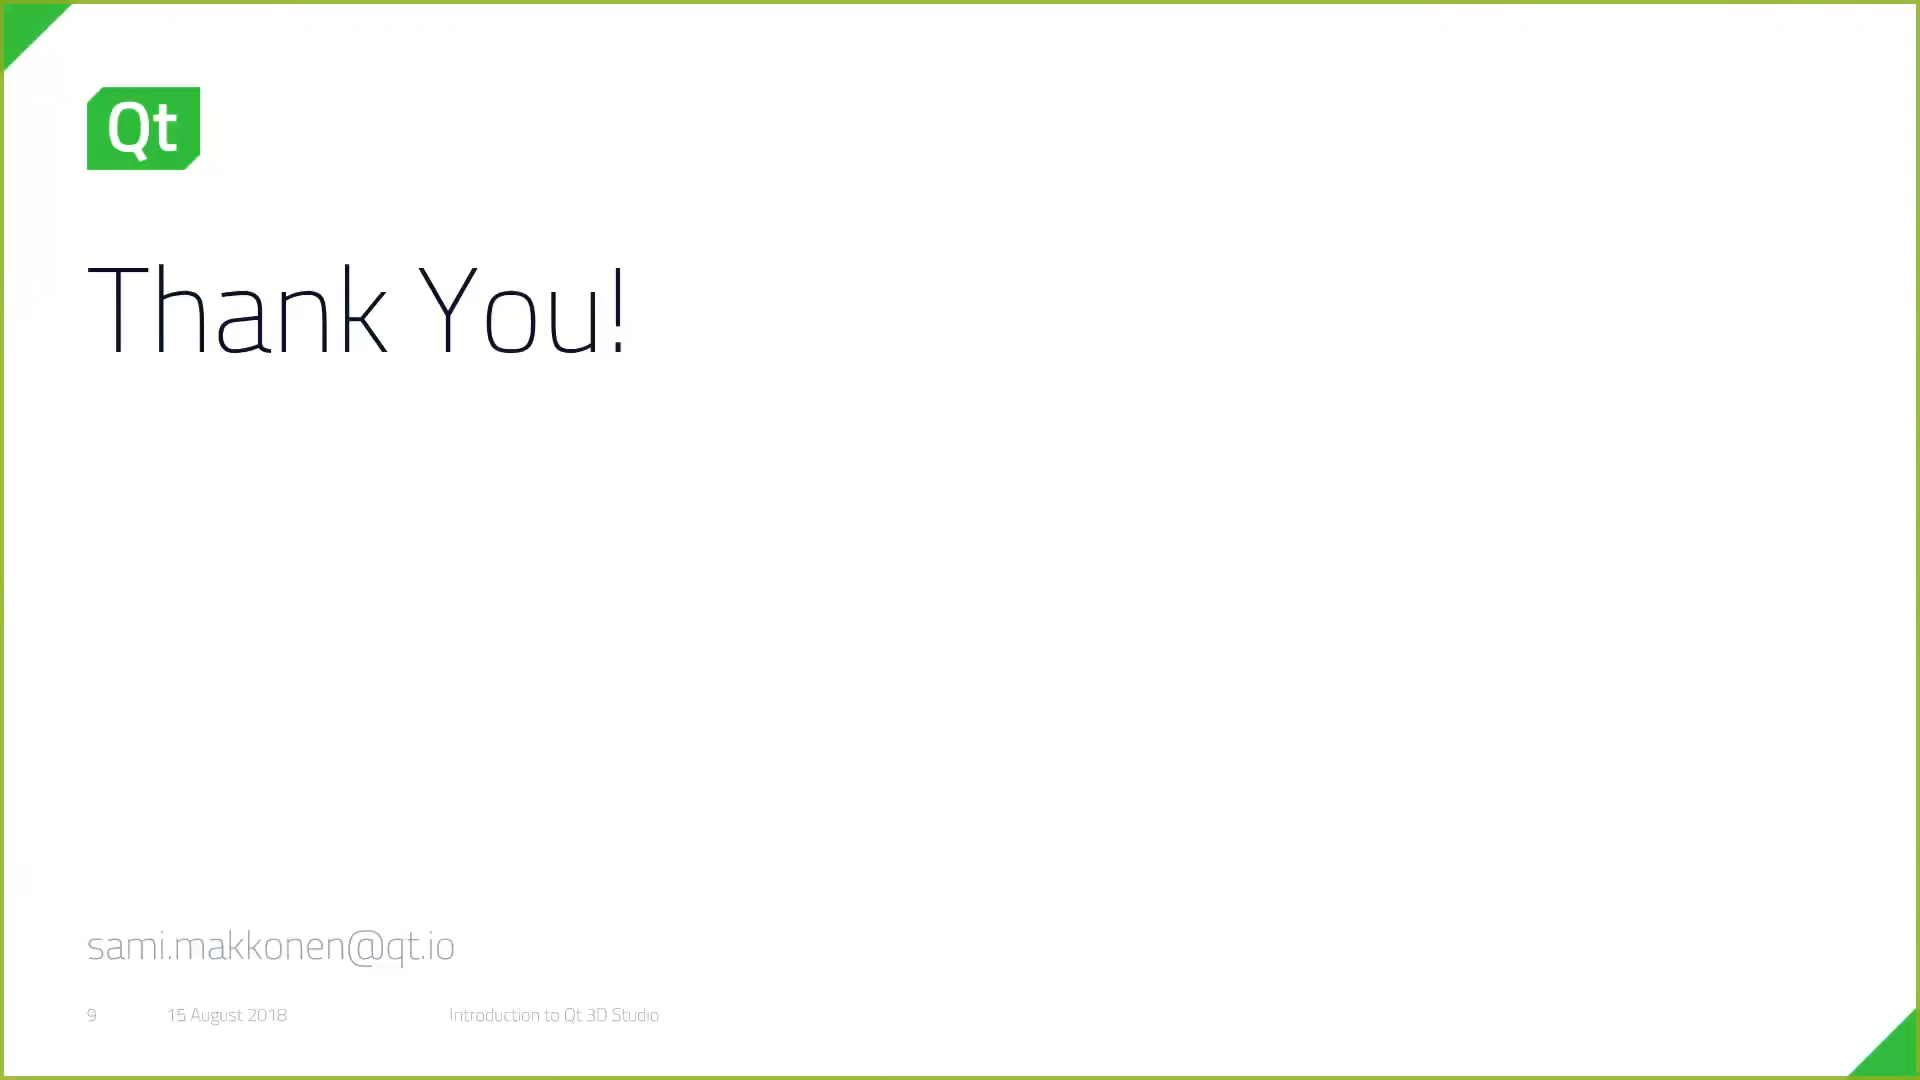 Qt
Thank You!
sami.makkonen@qt.io
9 15 August 2018 Introduction to Qt 3D Studio